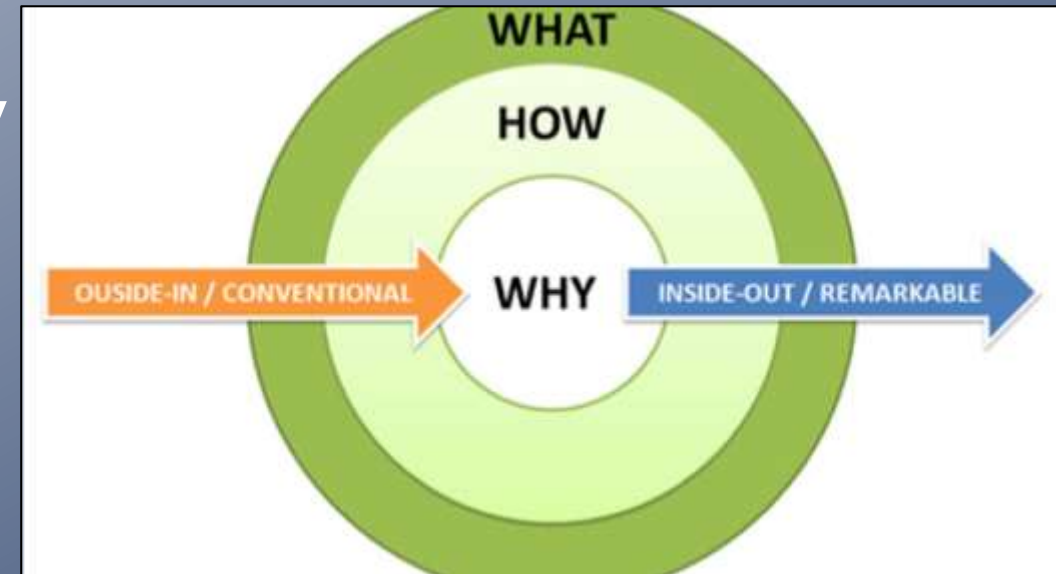 WHAT
HOW
OUSIDE-IN / CONVENTIONAL
WHY
INSIDE-OUT / REMARKABLE